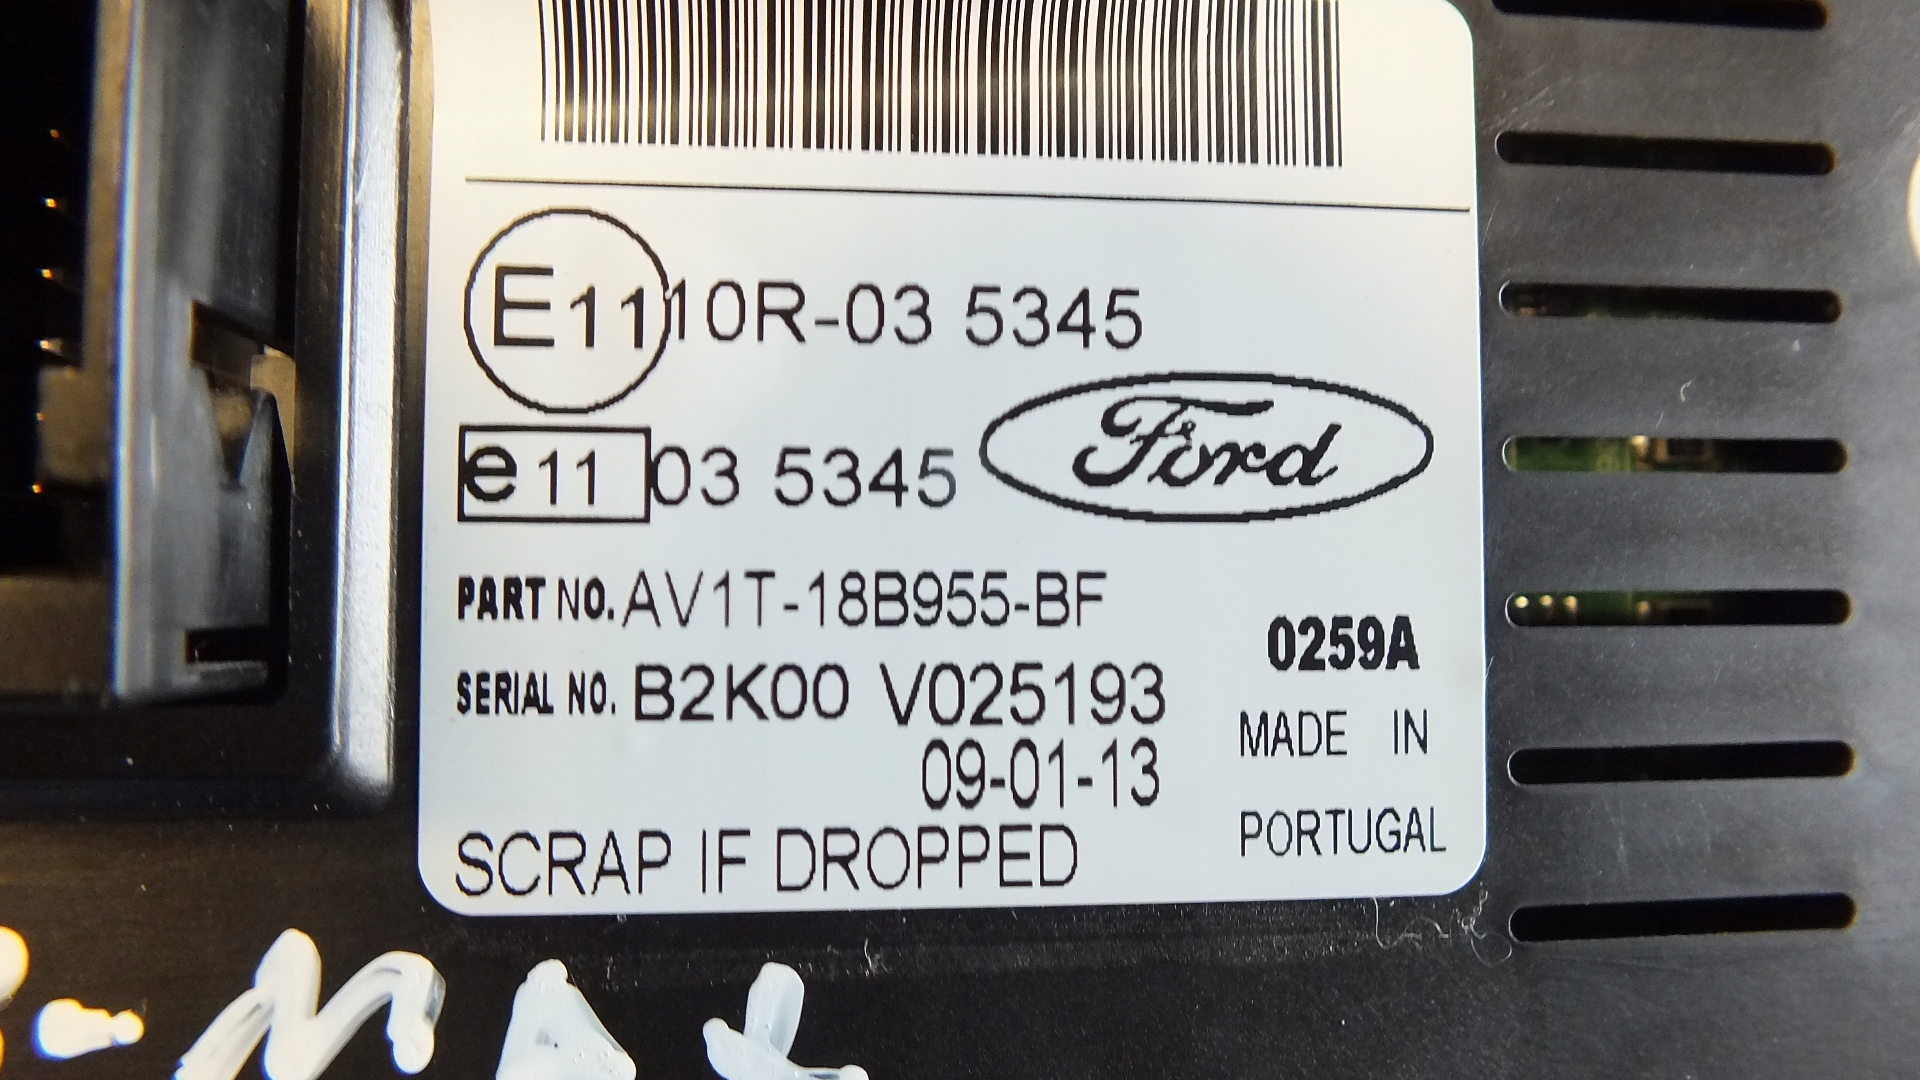 E11 10R-03 5345
e11 03 5345
Ford
PART NO. AV1T-18B955-BF
0259A
SERIAL NO. B2K00 V025193
MADE IN
09-01-13
PORTUGAL
SCRAP IF DROPPED
-MAX